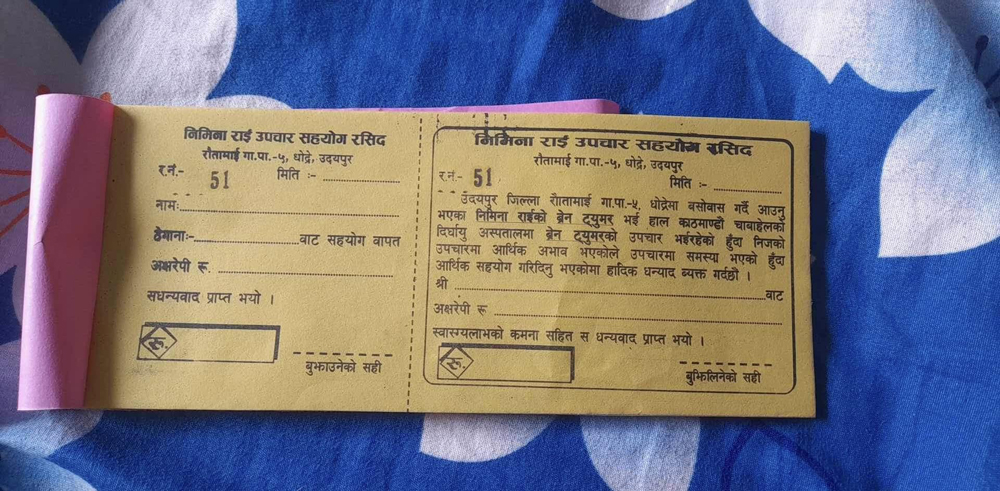 निमिना राई उपचार सहयोग रसिद
रौतामाई गा.पा.-५, धोद्रे, उदयपुर
र.नं.- 51 मिति :- ....................
नामः....................
ठेगानाः-....................वाट सहयोग वापत
अक्षरेपी रू. ....................
सधन्यवाद प्राप्त भयो ।
रू.
बुझाउनेको सही
निमिना राई उपचार सहयोग रसिद
रौतामाई गा.पा.-५, धोद्रे, उदयपुर
र.नं.- 51
मिति :- ....................
उदयपुर जिल्ला रौातामाई गा.पा-५, धोद्रेमा बसोवास गर्दै आउनु
भएका निमिना राईको ब्रेन ट्युमर भई हाल काठमाण्डौ चाबाहेलको
दिर्घायु अस्पतालमा ब्रेन ट्युमरको उपचार भईरहेको हुँदा निजको
उपचारमा आर्थिक अभाव भएकोले उपचारमा समस्या भएको हुँदा
आर्थिक सहयोग गरिदिनु भएकोमा हादिक धन्याद ब्यक्त गर्दछौ ।
श्री ....................वाट
अक्षरेपी रू ....................
स्वास्ग्यलाभको कमना सहित स धन्यवाद प्राप्त भयो ।
रू.
बुझिलिनेको सही